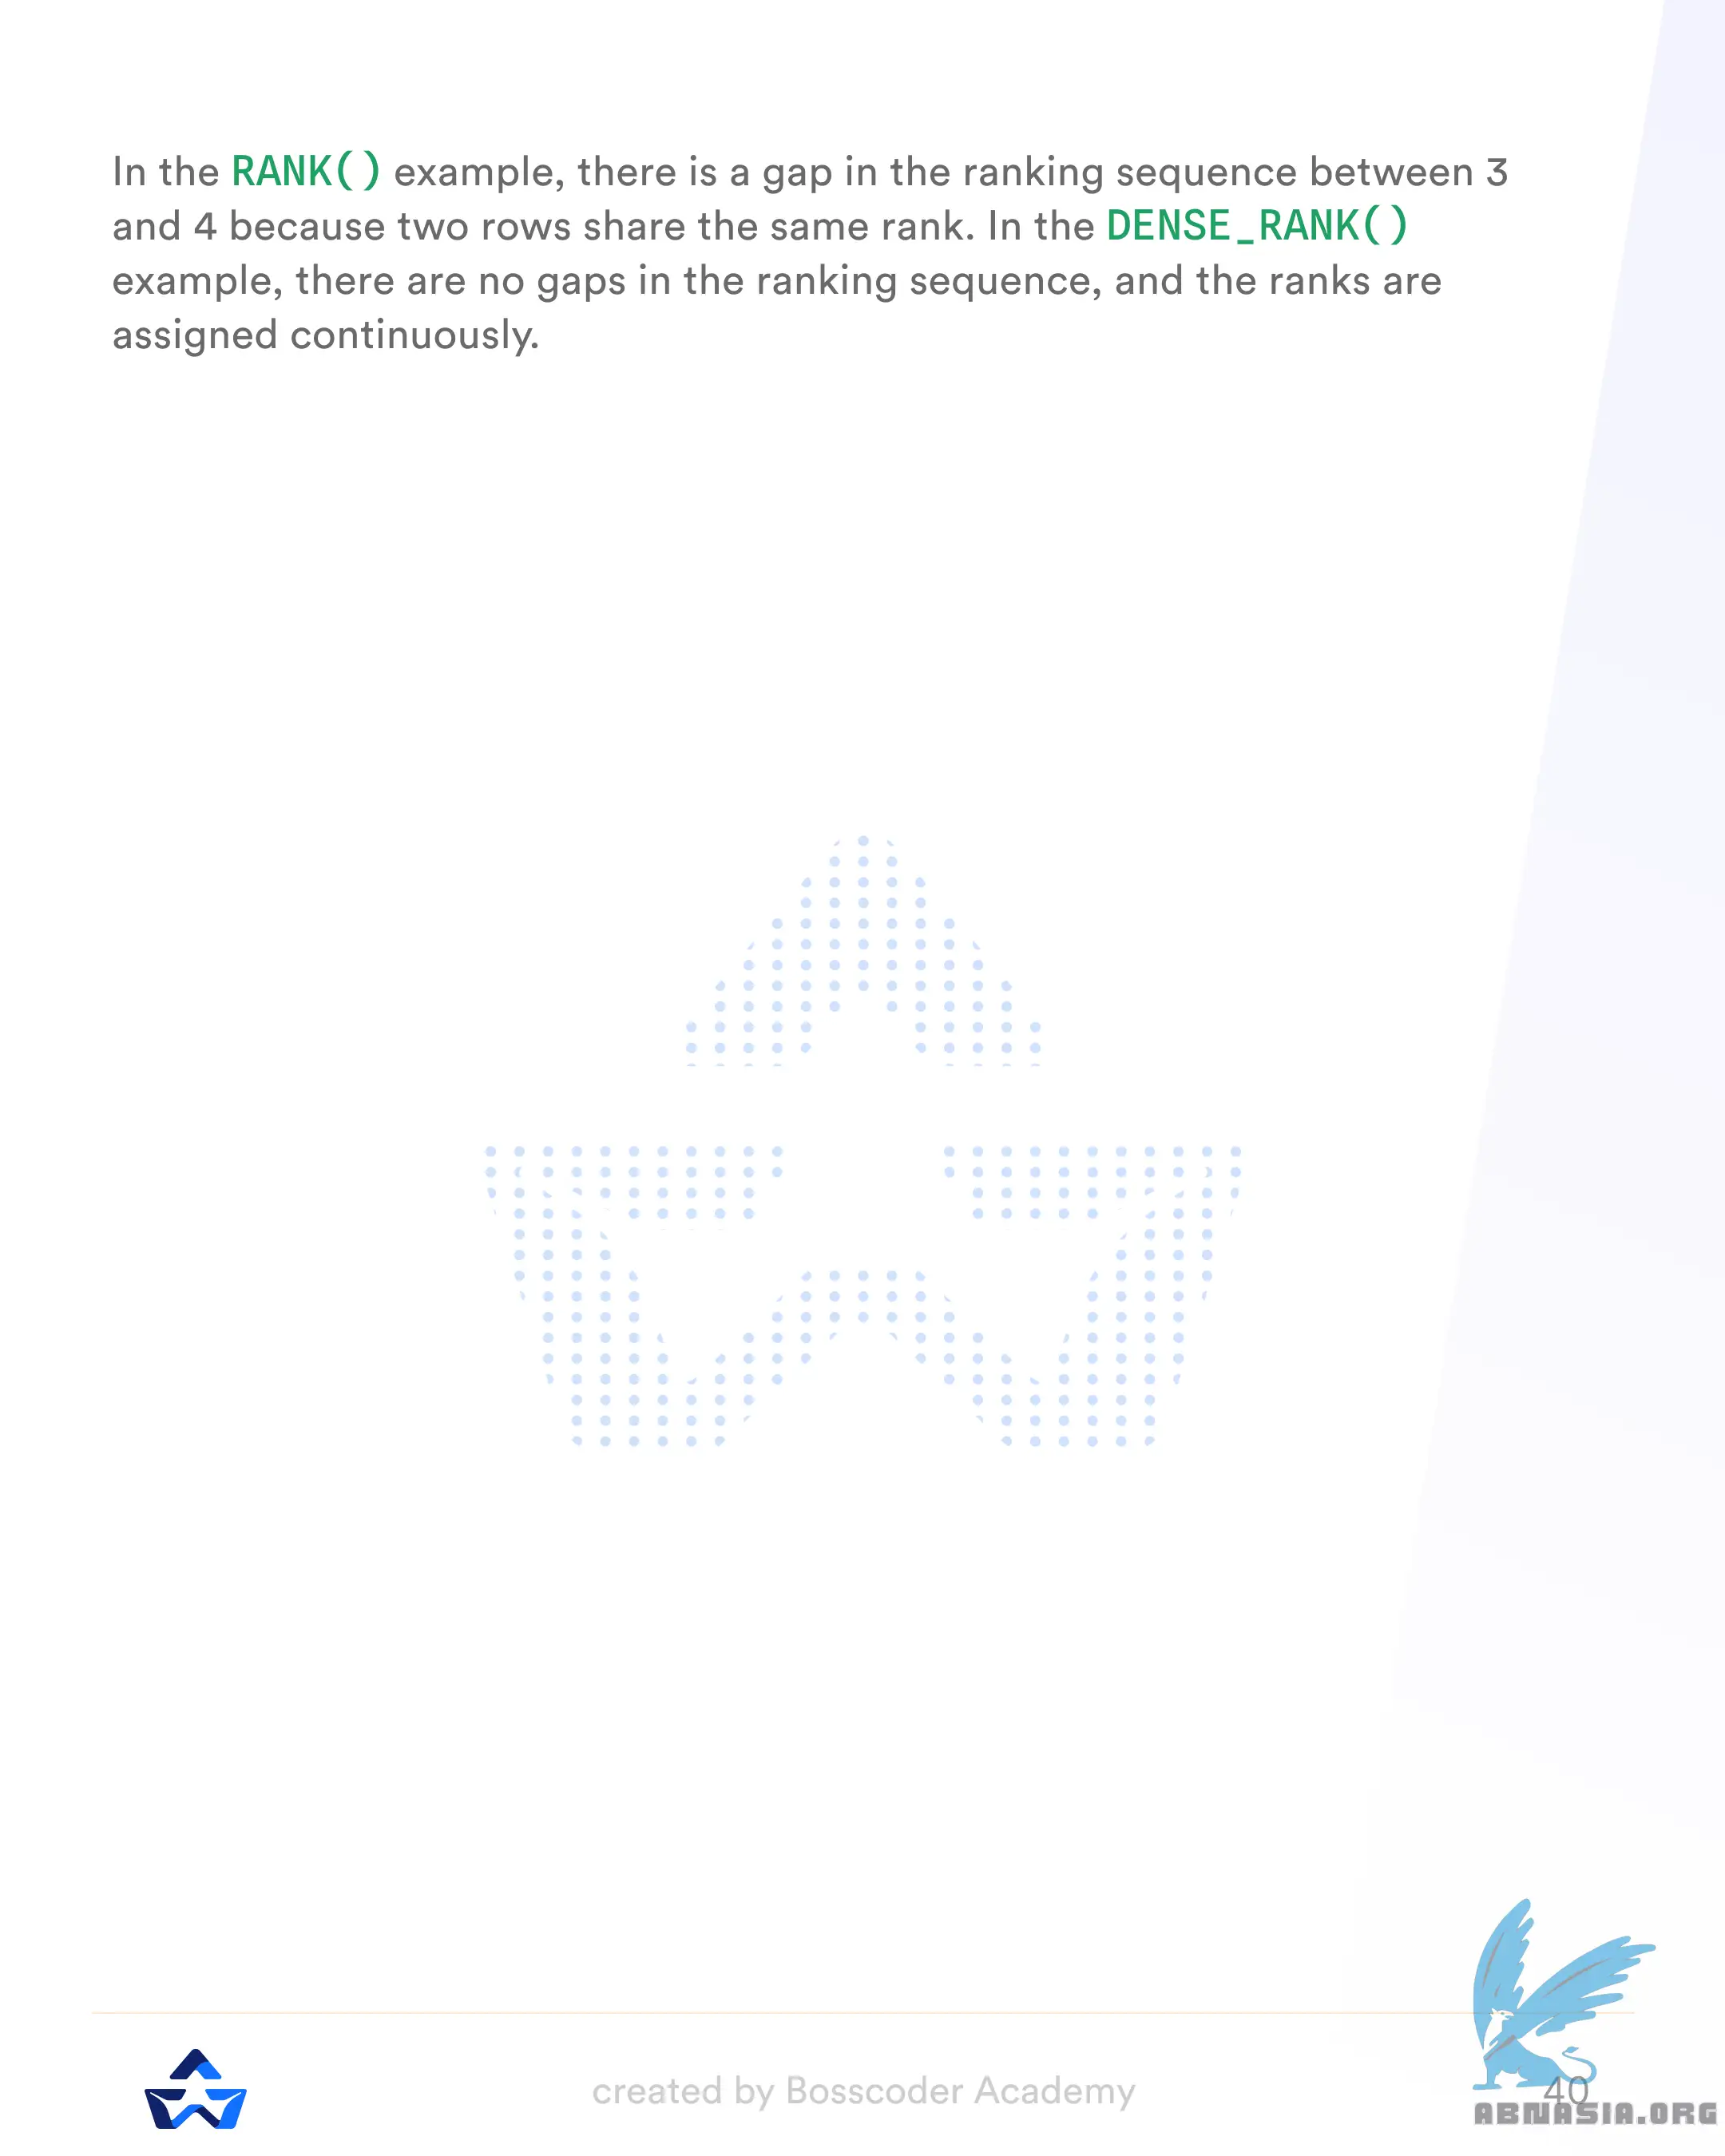 In the RANK() example, there is a gap in the ranking sequence between 3
and 4 because two rows share the same rank. In the DENSE_RANK()
example, there are no gaps in the ranking sequence, and the ranks are
assigned continuously.
created by Bosscoder Academy
40
ABMASIA.ORG